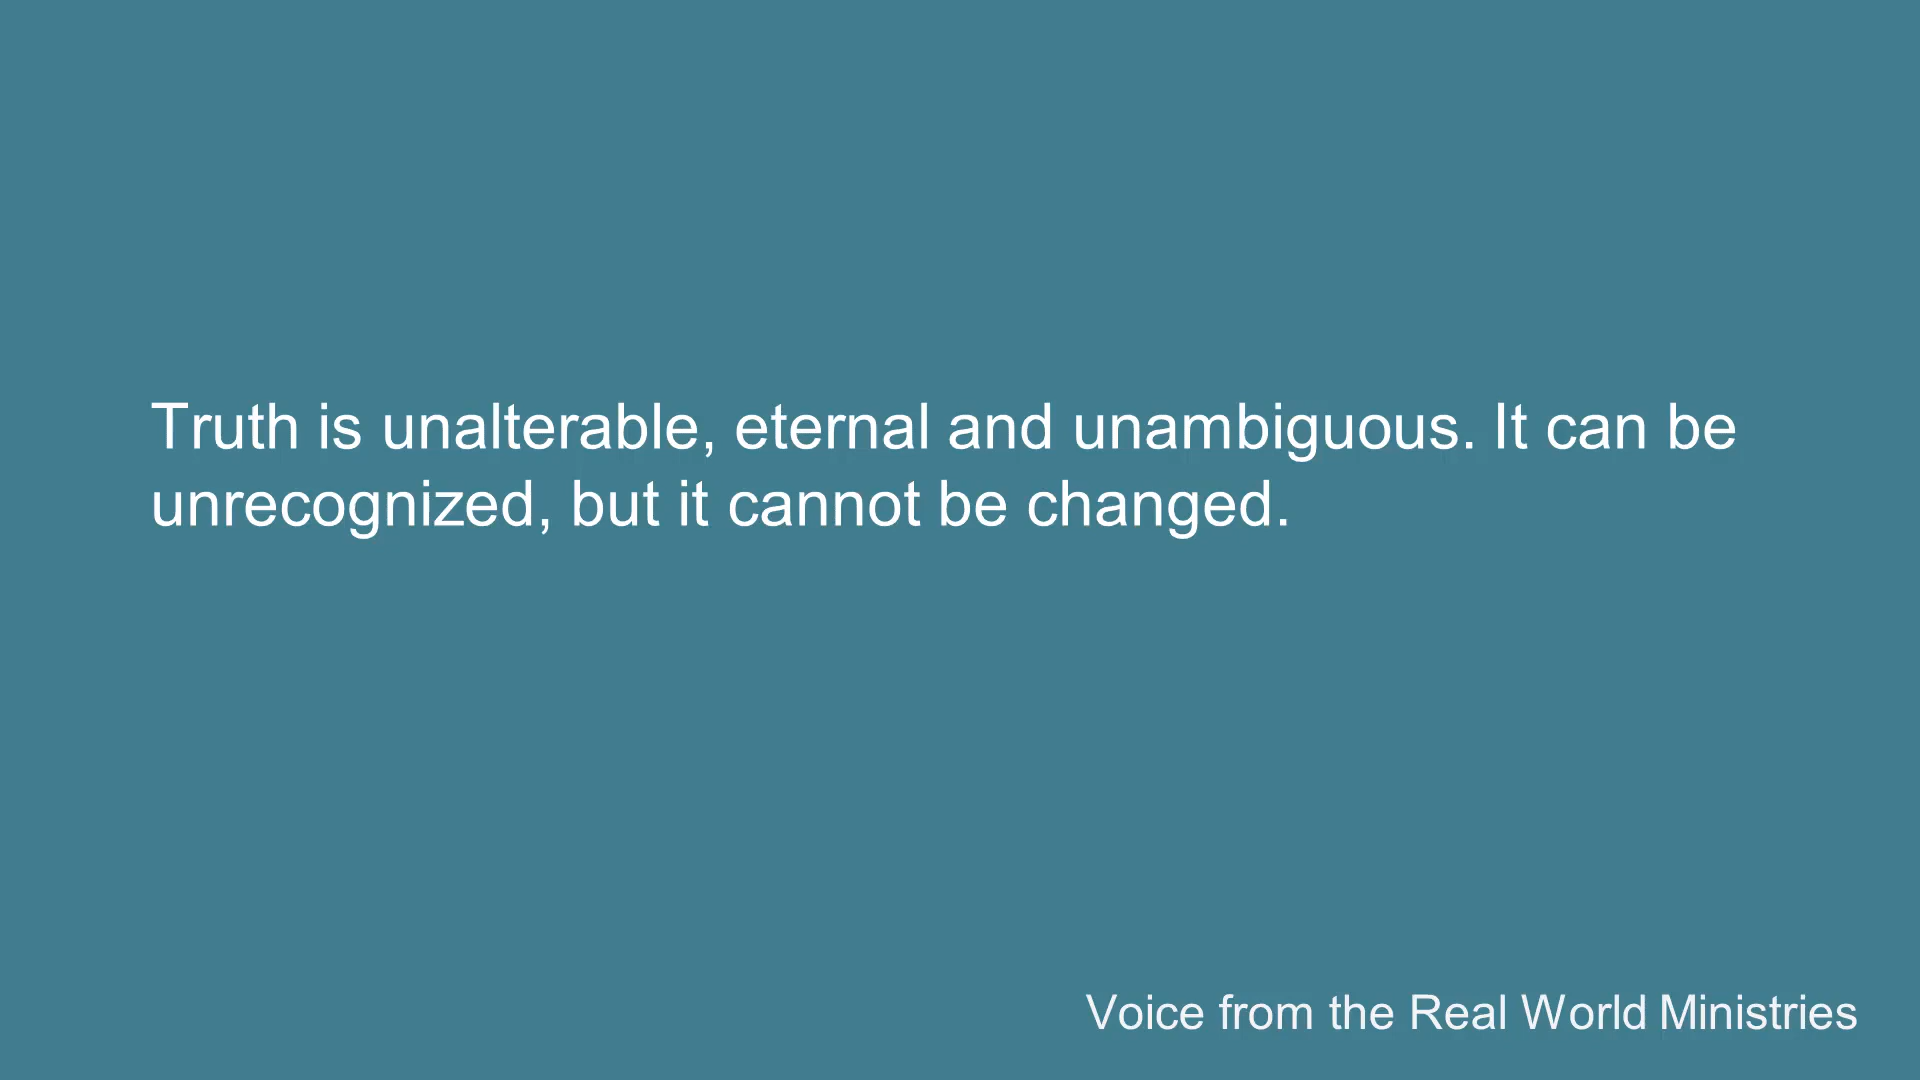 Truth is unalterable, eternal and unambiguous. It can be
unrecognized, but it cannot be changed.
Voice from the Real World Ministries